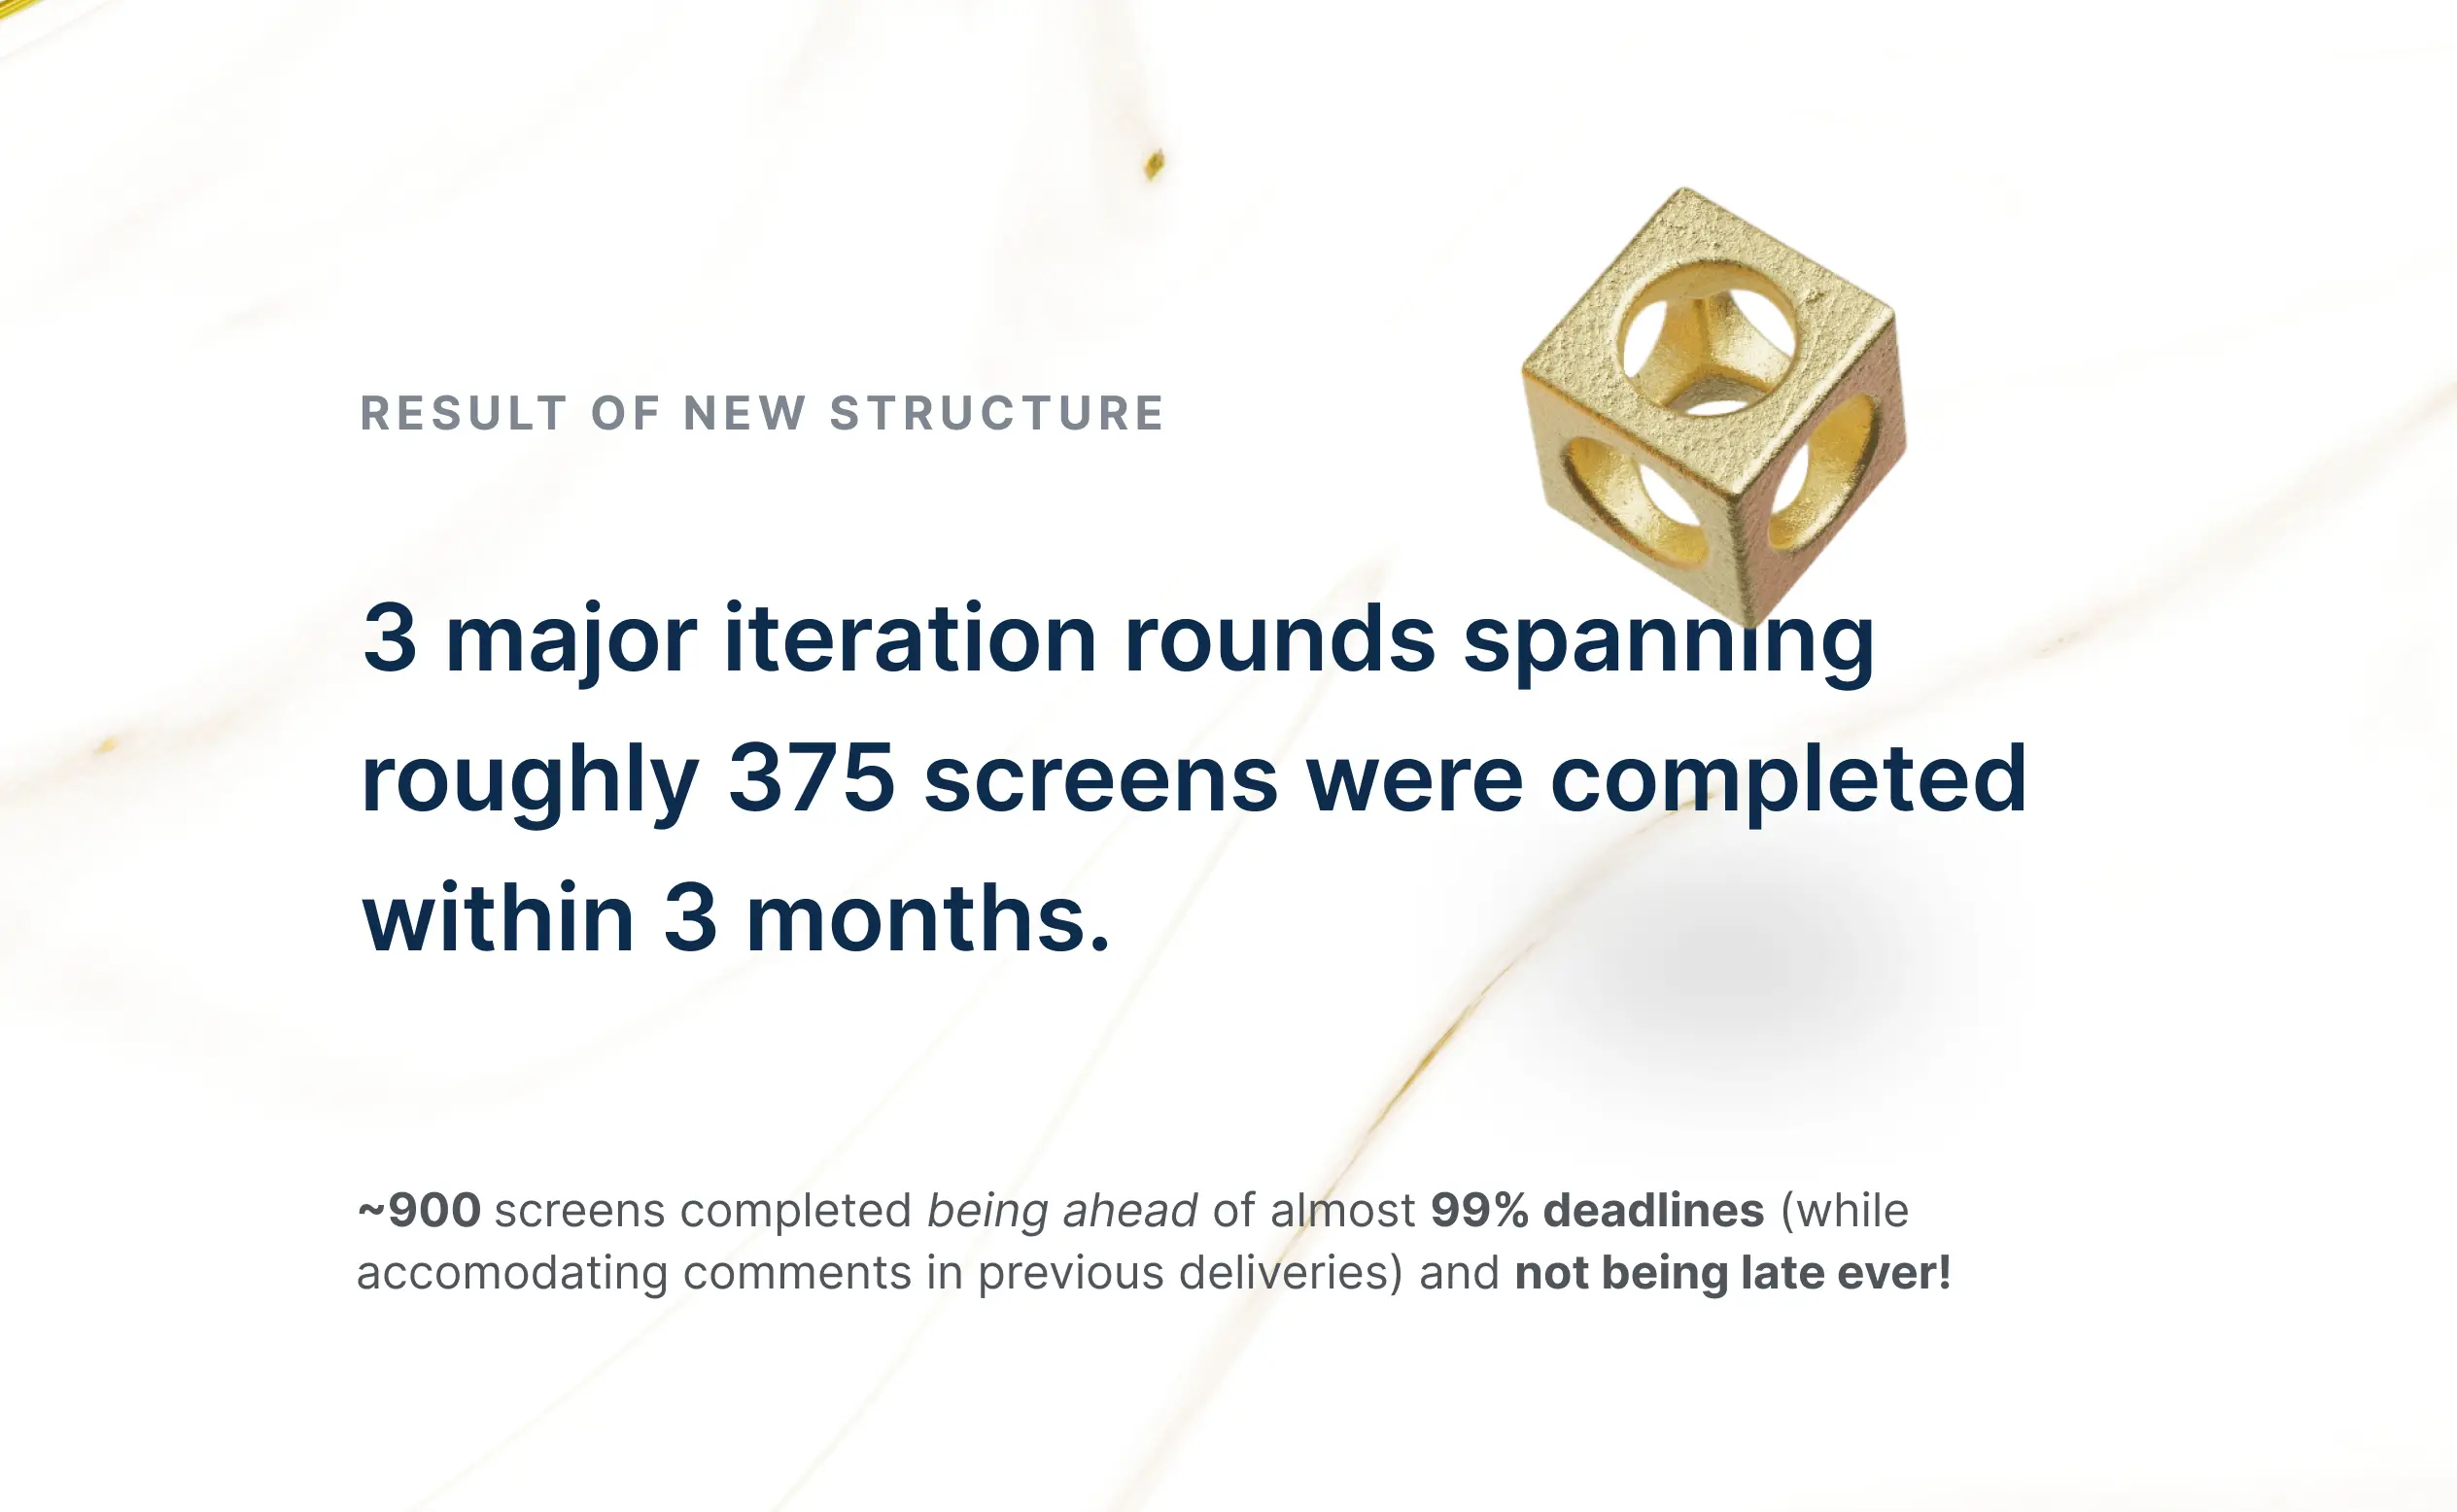 RESULT OF NEW STRUCTURE
3 major iteration rounds spanning
roughly 375 screens were completed
within 3 months.
~900 screens completed being ahead of almost 99% deadlines (while
accomodating comments in previous deliveries) and not being late ever!